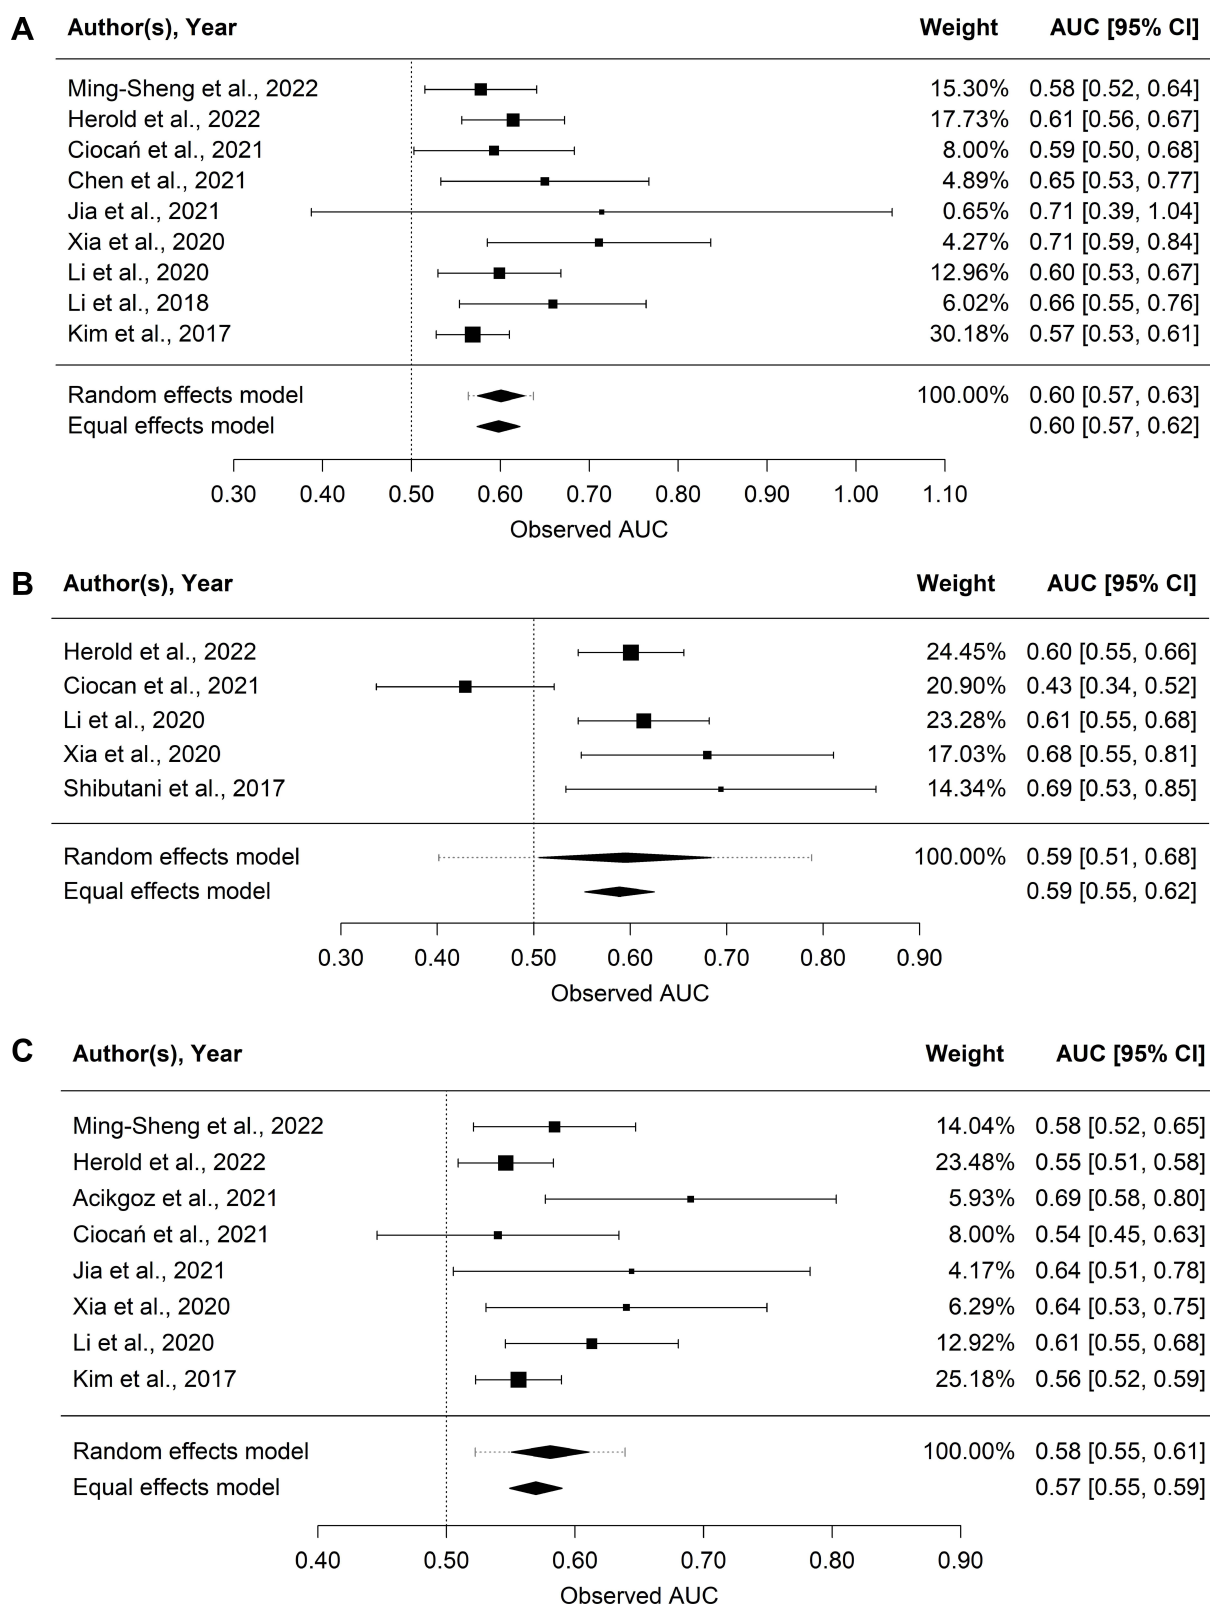 A Author(s), Year Weight AUC [95% CI]
Ming-Sheng et al., 2022 15.30% 0.58 [0.52, 0.64]
Herold et al., 2022 17.73% 0.61 [0.56, 0.67]
Ciocań et al., 2021 8.00% 0.59 [0.50, 0.68]
Chen et al., 2021 4.89% 0.65 [0.53, 0.77]
Jia et al., 2021 0.65% 0.71 [0.39, 1.04]
Xia et al., 2020 4.27% 0.71 [0.59, 0.84]
Li et al., 2020 12.96% 0.60 [0.53, 0.67]
Li et al., 2018 6.02% 0.66 [0.55, 0.76]
Kim et al., 2017 30.18% 0.57 [0.53, 0.61]
Random effects model 100.00% 0.60 [0.57, 0.63]
Equal effects model 0.60 [0.57, 0.62]
0.30 0.40 0.50 0.60 0.70 0.80 0.90 1.00 1.10
Observed AUC
B Author(s), Year Weight AUC [95% CI]
Herold et al., 2022 24.45% 0.60 [0.55, 0.66]
Ciocan et al., 2021 20.90% 0.43 [0.34, 0.52]
Li et al., 2020 23.28% 0.61 [0.55, 0.68]
Xia et al., 2020 17.03% 0.68 [0.55, 0.81]
Shibutani et al., 2017 14.34% 0.69 [0.53, 0.85]
Random effects model 100.00% 0.59 [0.51, 0.68]
Equal effects model 0.59 [0.55, 0.62]
0.30 0.40 0.50 0.60 0.70 0.80 0.90
Observed AUC
C Author(s), Year Weight AUC [95% CI]
Ming-Sheng et al., 2022 14.04% 0.58 [0.52, 0.65]
Herold et al., 2022 23.48% 0.55 [0.51, 0.58]
Acikgoz et al., 2021 5.93% 0.69 [0.58, 0.80]
Ciocań et al., 2021 8.00% 0.54 [0.45, 0.63]
Jia et al., 2021 4.17% 0.64 [0.51, 0.78]
Xia et al., 2020 6.29% 0.64 [0.53, 0.75]
Li et al., 2020 12.92% 0.61 [0.55, 0.68]
Kim et al., 2017 25.18% 0.56 [0.52, 0.59]
Random effects model 100.00% 0.58 [0.55, 0.61]
Equal effects model 0.57 [0.55, 0.59]
0.40 0.50 0.60 0.70 0.80 0.90
Observed AUC